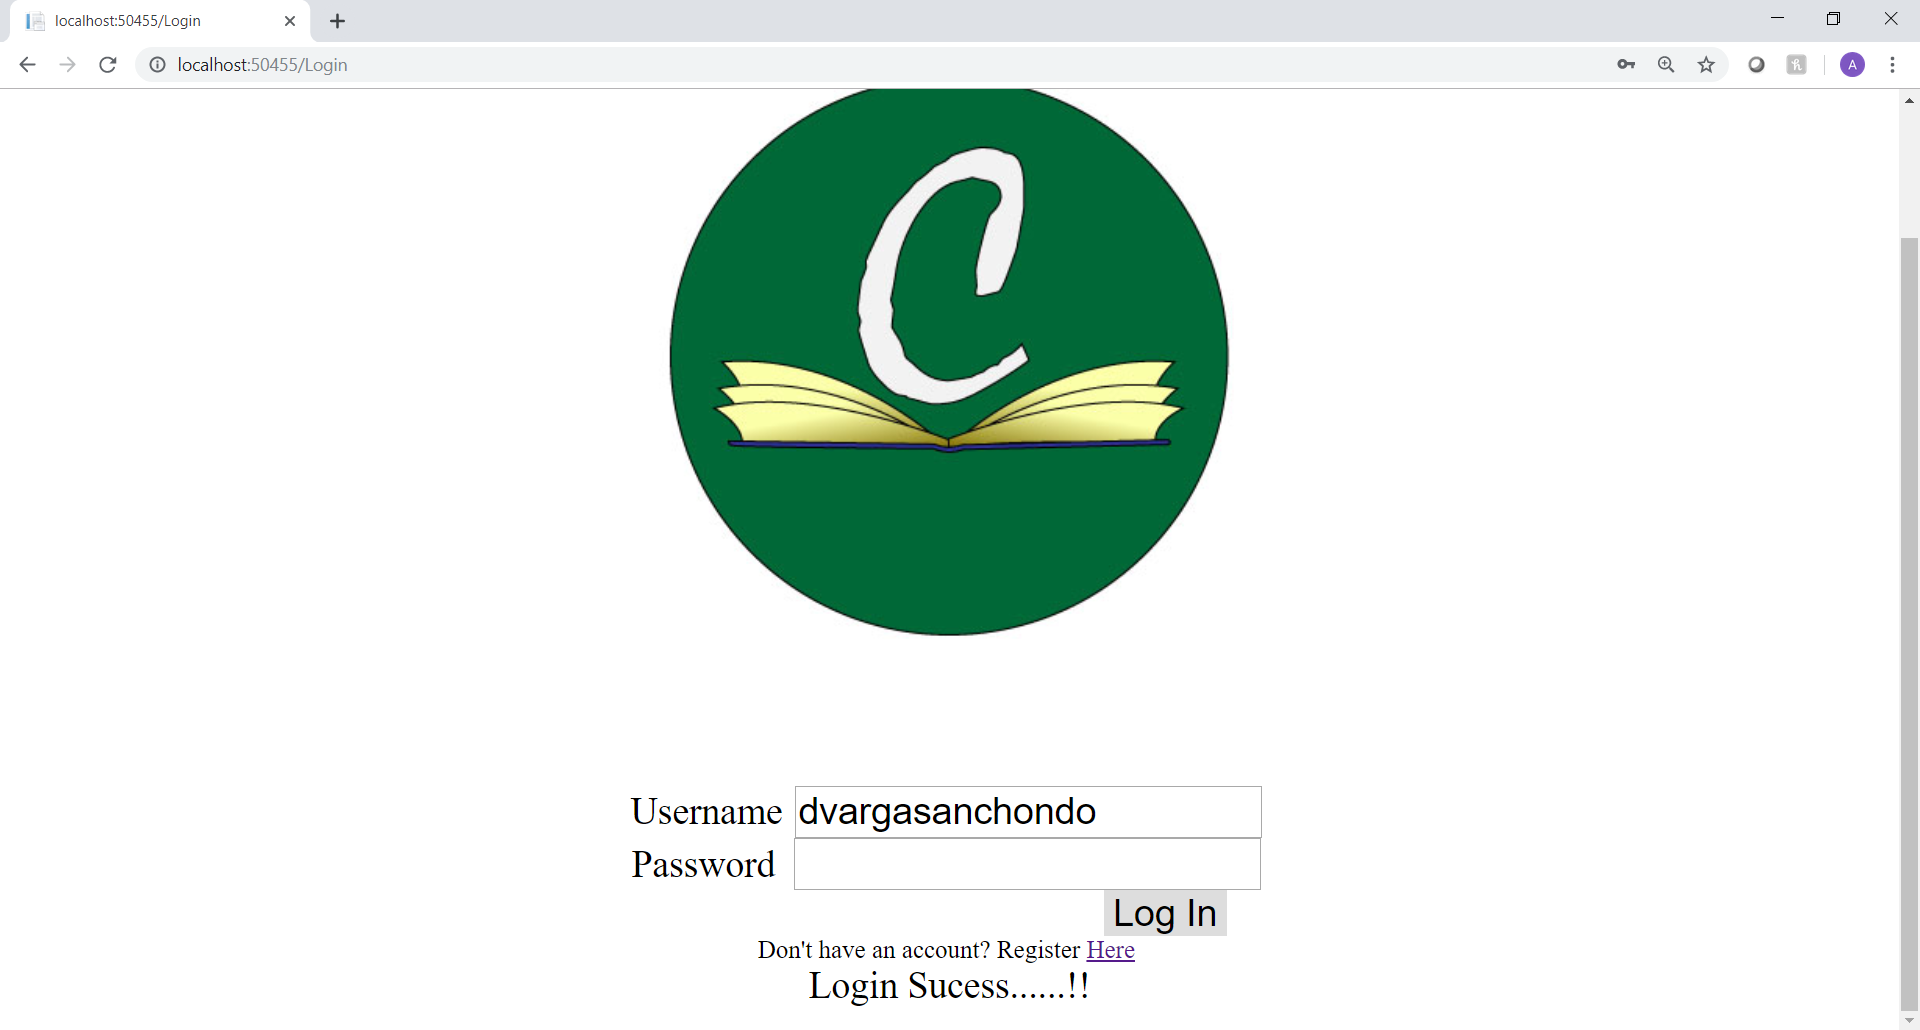 localhost:50455/Login
localhost:50455/Login
A
C
Username dvargasanchondo
Password
Log In
Don't have an account? Register Here
Login Sucess......!!